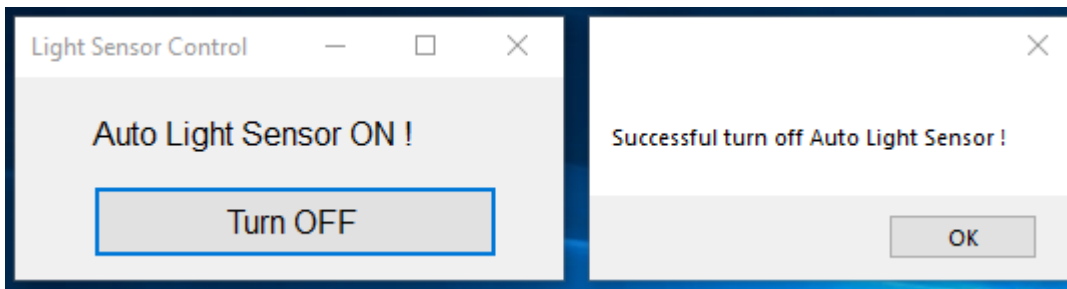 Light Sensor Control
Auto Light Sensor ON !
Turn OFF
Successful turn off Auto Light Sensor !
OK